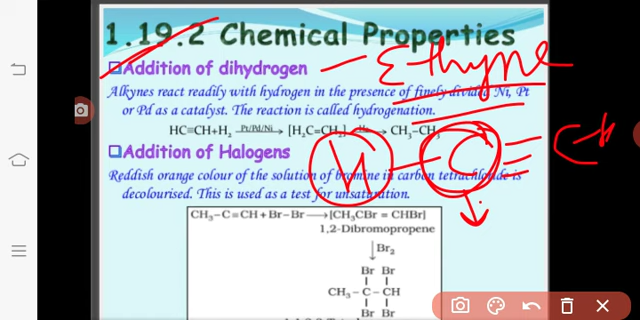 1.19.2 Chemical Properties
Addition of dihydrogen – Ethyne
Alkynes react readily with hydrogen in the presence of finely divided Ni, Pt
or Pd as a catalyst. The reaction is called hydrogenation.
HC≡CH+H₂ —Pt/Pd/Ni→ [H₂C=CH₂] —H₂→ CH₃–CH₃
H – C ≡ CH
Addition of Halogens
Reddish orange colour of the solution of bromine in carbon tetrachloride is
decolourised. This is used as a test for unsaturation.
CH₃–C≡CH + Br–Br ⟶ [CH₃CBr = CHBr]
1,2-Dibromopropene
↓Br₂
Br Br
CH₃ – C – CH
Br Br